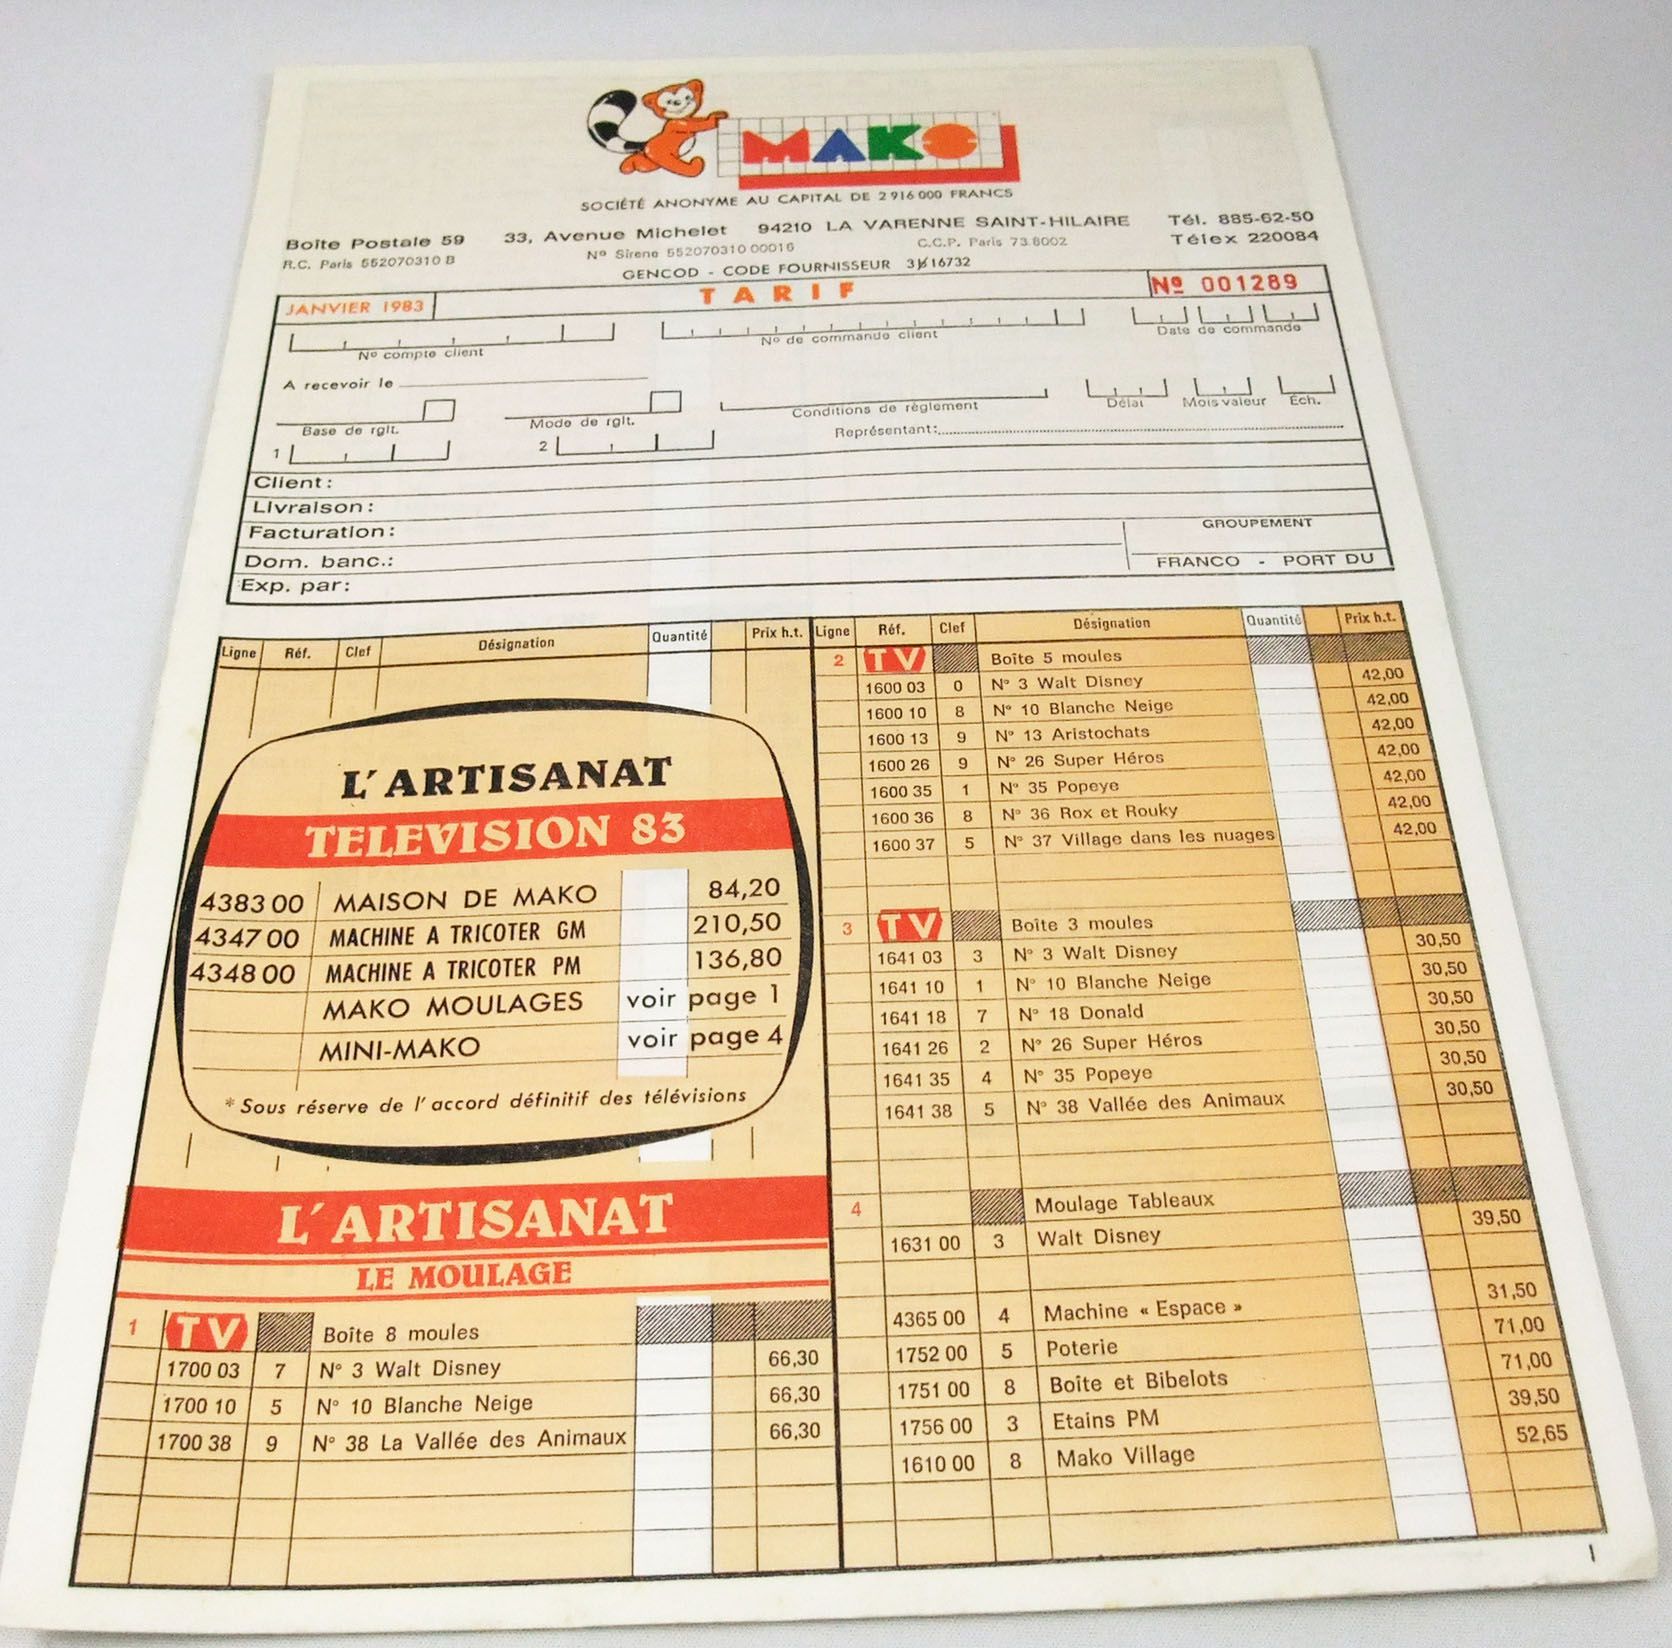 MAKO
SOCIÉTÉ ANONYME AU CAPITAL DE 2 916 000 FRANCS
Boîte Postale 59 33, Avenue Michelet 94210 LA VARENNE SAINT-HILAIRE Tél. 885-62-50
R.C. Paris 552070310 B Nº Sirene 552070310 00016 C.C.P. Paris 73 8002 Télex 220084
GENCOD - CODE FOURNISSEUR 3 16732
JANVIER 1983 TARIF Nº 001289
Nº compte client Nº de commande client Date de commande
A recevoir le
Base de rglt. Mode de rglt. Conditions de règlement Délai Mois valeur Éch.
1 2 Représentant:
Client:
Livraison:
Facturation: GROUPEMENT
Dom. banc.: FRANCO - PORT DU
Exp. par:
Ligne Réf. Clef Désignation Quantité Prix h.t.
L'ARTISANAT
TELEVISION 83
4383 00 MAISON DE MAKO 84,20
4347 00 MACHINE A TRICOTER GM 210,50
4348 00 MACHINE A TRICOTER PM 136,80
MAKO MOULAGES voir page 1
MINI-MAKO voir page 4
* Sous réserve de l'accord définitif des télévisions
L'ARTISANAT
LE MOULAGE
1 TV Boîte 8 moules
1700 03 7 Nº 3 Walt Disney 66,30
1700 10 5 Nº 10 Blanche Neige 66,30
1700 38 9 Nº 38 La Vallée des Animaux 66,30
Ligne Réf. Clef Désignation Quantité Prix h.t.
2 TV Boîte 5 moules
1600 03 0 Nº 3 Walt Disney 42,00
1600 10 8 Nº 10 Blanche Neige 42,00
1600 13 9 Nº 13 Aristochats 42,00
1600 26 9 Nº 26 Super Héros 42,00
1600 35 1 Nº 35 Popeye 42,00
1600 36 8 Nº 36 Rox et Rouky 42,00
1600 37 5 Nº 37 Village dans les nuages 42,00
3 TV Boîte 3 moules
1641 03 3 Nº 3 Walt Disney 30,50
1641 10 1 Nº 10 Blanche Neige 30,50
1641 18 7 Nº 18 Donald 30,50
1641 26 2 Nº 26 Super Héros 30,50
1641 35 4 Nº 35 Popeye 30,50
1641 38 5 Nº 38 Vallée des Animaux 30,50
4 Moulage Tableaux
1631 00 3 Walt Disney 39,50
4365 00 4 Machine « Espace » 31,50
1752 00 5 Poterie 71,00
1751 00 8 Boîte et Bibelots 71,00
1756 00 3 Etains PM 39,50
1610 00 8 Mako Village 52,65
1